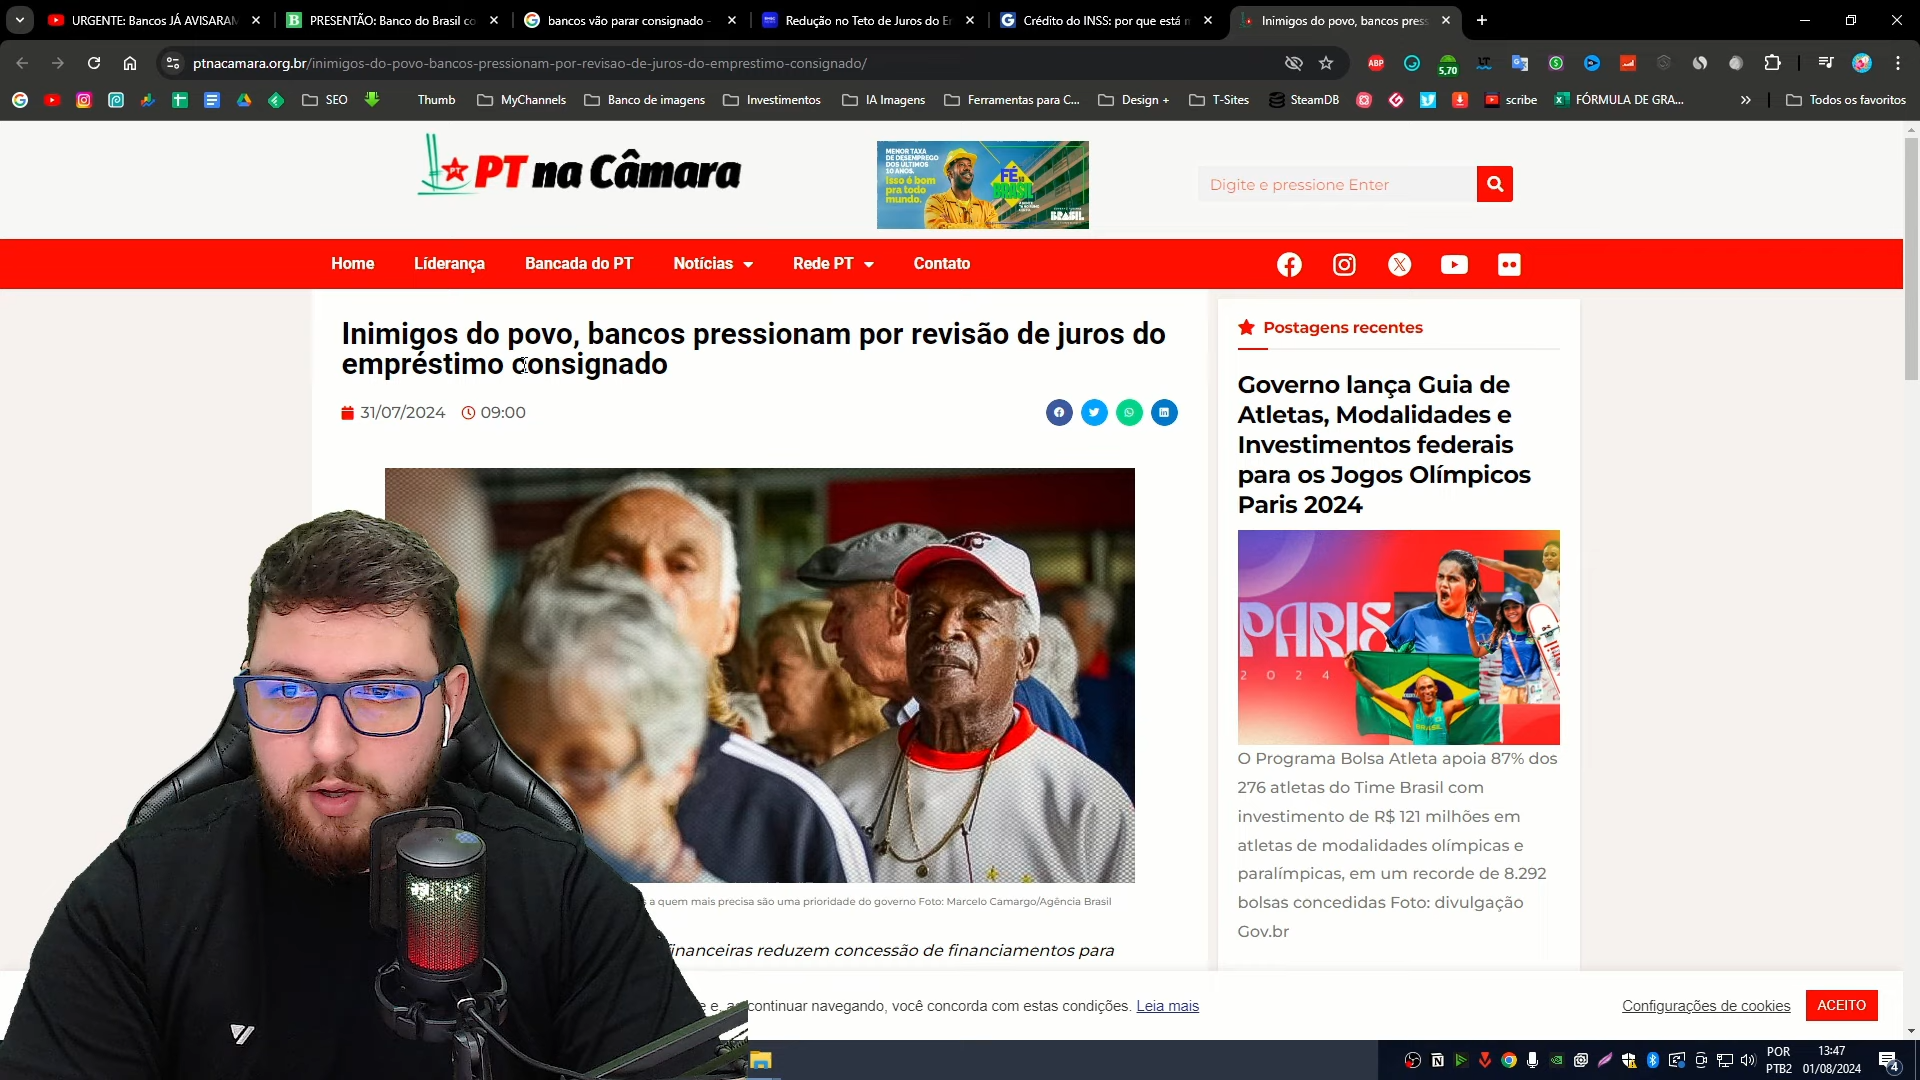 URGENTE: Bancos JÁ AVISARAM
PRESENTÃO: Banco do Brasil co
bancos vão parar consignado -
Redução no Teto de Juros do E
Crédito do INSS: por que está
Inimigos do povo, bancos press
ptnacamara.org.br/inimigos-do-povo-bancos-pressionam-por-revisao-de-juros-do-emprestimo-consignado/
ABP
5,70
SEO
Thumb
MyChannels
Banco de imagens
Investimentos
IA Imagens
Ferramentas para C...
Design +
T-Sites
SteamDB
scribe
FÓRMULA DE GRA...
Todos os favoritos
PT na Câmara
MENOR TAXA
DE DESEMPREGO
DOS ÚLTIMOS
10 ANOS.
Isso é bom
pra todo
mundo.
FÉ NO
BRASIL
BRASIL
Digite e pressione Enter
Home
Líderança
Bancada do PT
Notícias
Rede PT
Contato
Inimigos do povo, bancos pressionam por revisão de juros do
empréstimo consignado
31/07/2024 09:00
a quem mais precisa são uma prioridade do governo Foto: Marcelo Camargo/Agência Brasil
financeiras reduzem concessão de financiamentos para
Postagens recentes
Governo lança Guia de
Atletas, Modalidades e
Investimentos federais
para os Jogos Olímpicos
Paris 2024
PARIS
2024
O Programa Bolsa Atleta apoia 87% dos
276 atletas do Time Brasil com
investimento de R$ 121 milhões em
atletas de modalidades olímpicas e
paralímpicas, em um recorde de 8.292
bolsas concedidas Foto: divulgação
Gov.br
e e, ao continuar navegando, você concorda com estas condições. Leia mais
Configurações de cookies
ACEITO
POR
PTB2
13:47
01/08/2024
4